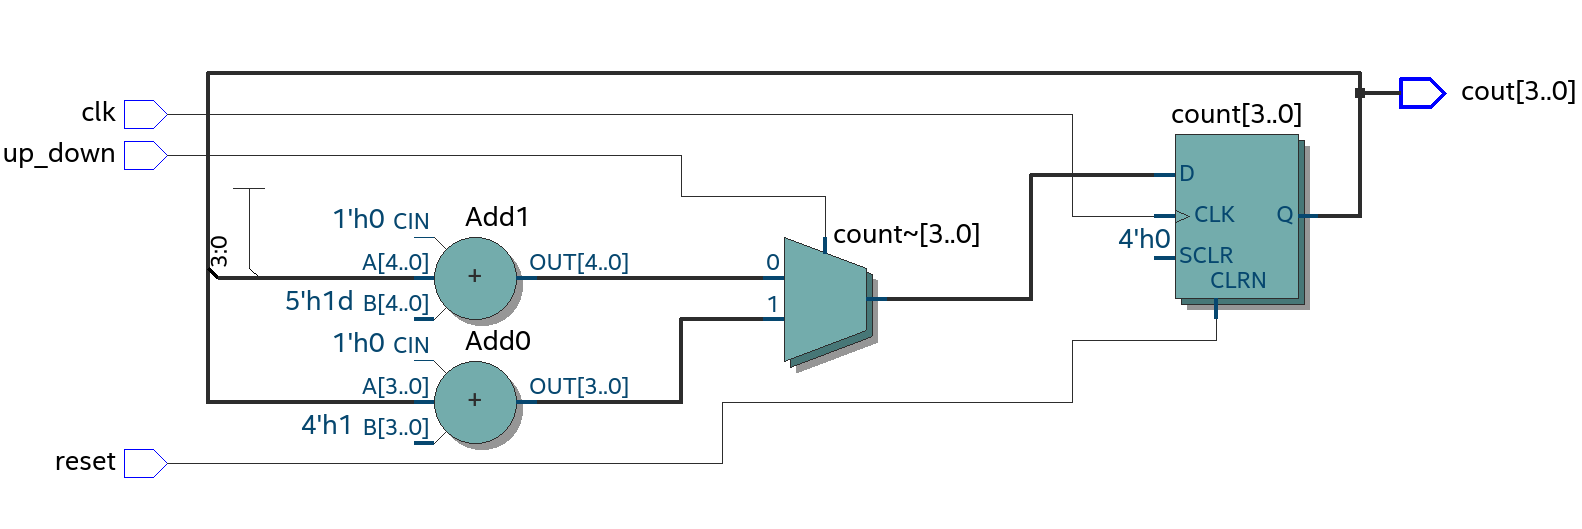 clk
up_down
reset
3:0
1'h0 CIN
Add1
A[4..0]
OUT[4..0]
5'h1d B[4..0]
+
1'h0 CIN
Add0
A[3..0]
OUT[3..0]
4'h1 B[3..0]
+
count~[3..0]
0
1
count[3..0]
D
CLK
Q
4'h0
SCLR
CLRN
cout[3..0]